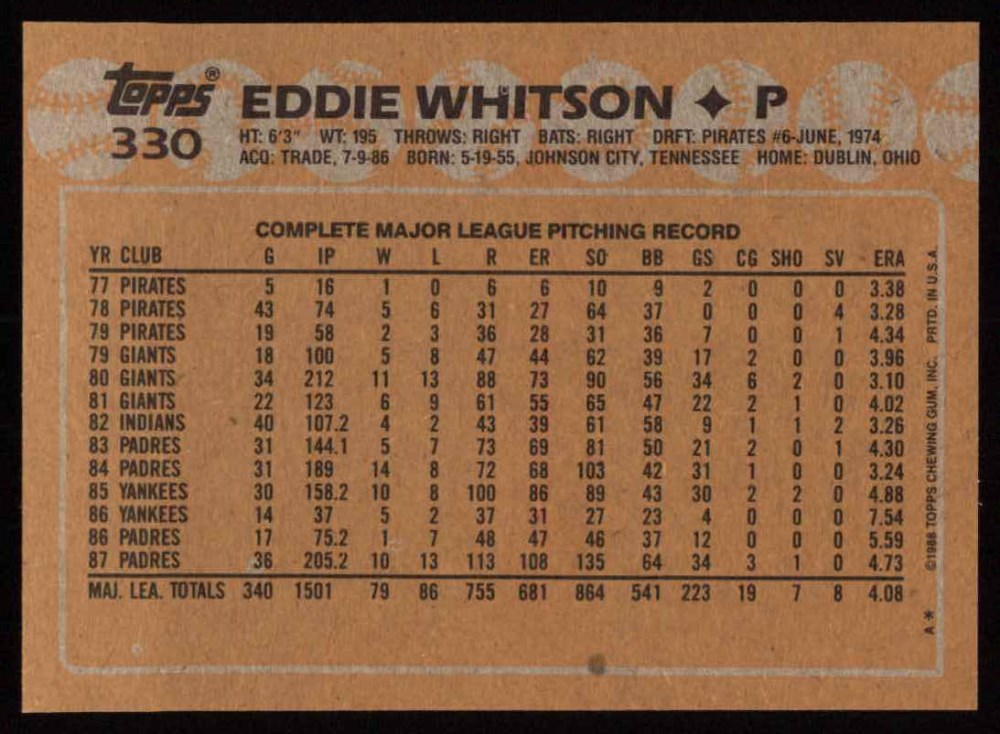 topps® EDDIE WHITSON ✦ P
330 HT: 6'3" WT: 195 THROWS: RIGHT BATS: RIGHT DRFT: PIRATES #6-JUNE, 1974
ACQ: TRADE, 7-9-86 BORN: 5-19-55, JOHNSON CITY, TENNESSEE HOME: DUBLIN, OHIO
COMPLETE MAJOR LEAGUE PITCHING RECORD
YR CLUB G IP W L R ER SO BB GS CG SHO SV ERA
77 PIRATES 5 16 1 0 6 6 10 9 2 0 0 0 3.38
78 PIRATES 43 74 5 6 31 27 64 37 0 0 0 4 3.28
79 PIRATES 19 58 2 3 36 28 31 36 7 0 0 1 4.34
79 GIANTS 18 100 5 8 47 44 62 39 17 2 0 0 3.96
80 GIANTS 34 212 11 13 88 73 90 56 34 6 2 0 3.10
81 GIANTS 22 123 6 9 61 55 65 47 22 2 1 0 4.02
82 INDIANS 40 107.2 4 2 43 39 61 58 9 1 1 2 3.26
83 PADRES 31 144.1 5 7 73 69 81 50 21 2 0 1 4.30
84 PADRES 31 189 14 8 72 68 103 42 31 1 0 0 3.24
85 YANKEES 30 158.2 10 8 100 86 89 43 30 2 2 0 4.88
86 YANKEES 14 37 5 2 37 31 27 23 4 0 0 0 7.54
86 PADRES 17 75.2 1 7 48 47 46 37 12 0 0 0 5.59
87 PADRES 36 205.2 10 13 113 108 135 64 34 3 1 0 4.73
MAJ. LEA. TOTALS 340 1501 79 86 755 681 864 541 223 19 7 8 4.08
A * ©1988 TOPPS CHEWING GUM, INC. PRTD. IN U.S.A.